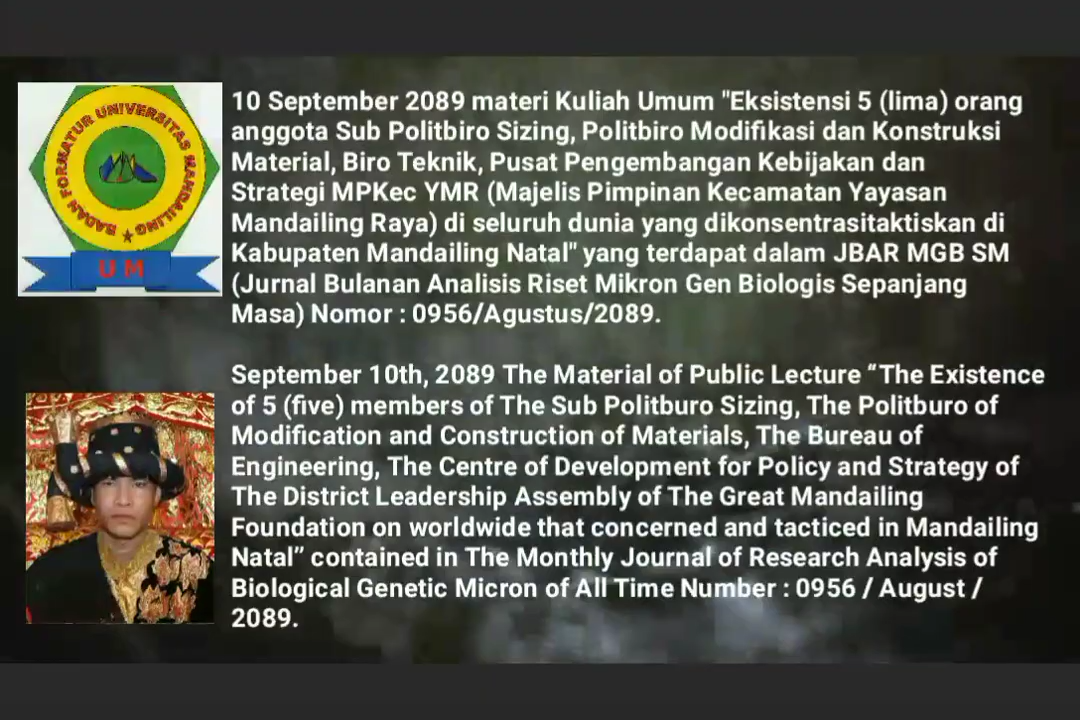 BADAN FORMATUR UNIVERSITAS MANDAILING
U M
10 September 2089 materi Kuliah Umum "Eksistensi 5 (lima) orang
anggota Sub Politbiro Sizing, Politbiro Modifikasi dan Konstruksi
Material, Biro Teknik, Pusat Pengembangan Kebijakan dan
Strategi MPKec YMR (Majelis Pimpinan Kecamatan Yayasan
Mandailing Raya) di seluruh dunia yang dikonsentrasitaktiskan di
Kabupaten Mandailing Natal" yang terdapat dalam JBAR MGB SM
(Jurnal Bulanan Analisis Riset Mikron Gen Biologis Sepanjang
Masa) Nomor : 0956/Agustus/2089.
September 10th, 2089 The Material of Public Lecture “The Existence
of 5 (five) members of The Sub Politburo Sizing, The Politburo of
Modification and Construction of Materials, The Bureau of
Engineering, The Centre of Development for Policy and Strategy of
The District Leadership Assembly of The Great Mandailing
Foundation on worldwide that concerned and tacticed in Mandailing
Natal” contained in The Monthly Journal of Research Analysis of
Biological Genetic Micron of All Time Number : 0956 / August /
2089.